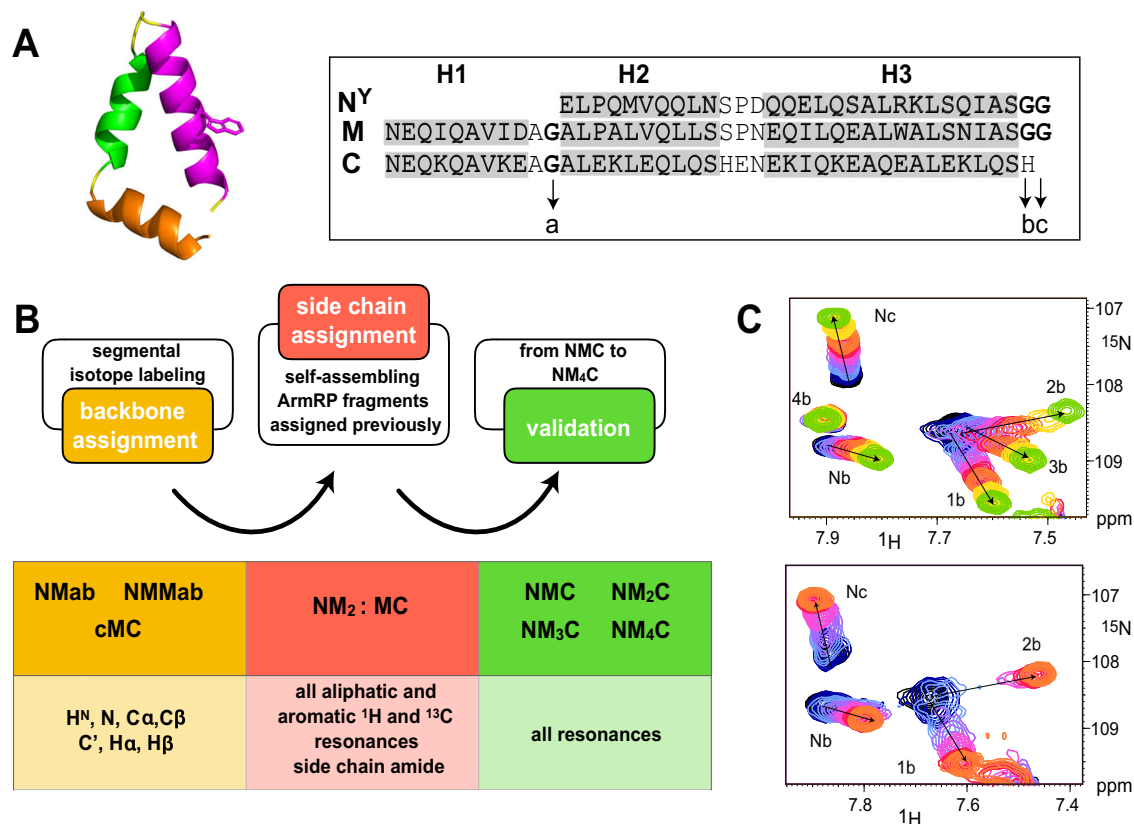 A
H1 H2 H3
Nʸ ELPQMVQQLNSPDQQELQSALRKLSQIASGG
M NEQIQAVIDAGALPALVQLLSSPNEQILQEALWALSNIASGG
C NEQKQAVKEAGALEKLEQLQSHENEKIQKEAQEALEKLQSH
a bc
B
segmental
isotope labeling
backbone
assignment
side chain
assignment
self-assembling
ArmRP fragments
assigned previously
from NMC to
NM₄C
validation
NMab NMMab
cMC
NM₂ : MC
NMC NM₂C
NM₃C NM₄C
Hᴺ, N, Cα,Cβ
C', Hα, Hβ
all aliphatic and
aromatic ¹H and ¹³C
resonances
side chain amide
all resonances
C
Nc
107
¹⁵N
108
4b
2b
Nb
3b
109
1b
ppm
7.9 7.7 7.5
¹H
Nc
107
¹⁵N
2b
108
Nb
109
1b
ppm
7.8 7.6 7.4
¹H